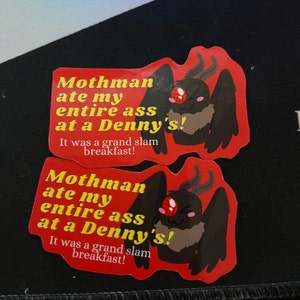 Mothman
ate my
entire ass
at a Denny's!
It was a grand slam
breakfast!
Mothman
ate my
entire ass
at a Denny's!
It was a grand slam
breakfast!